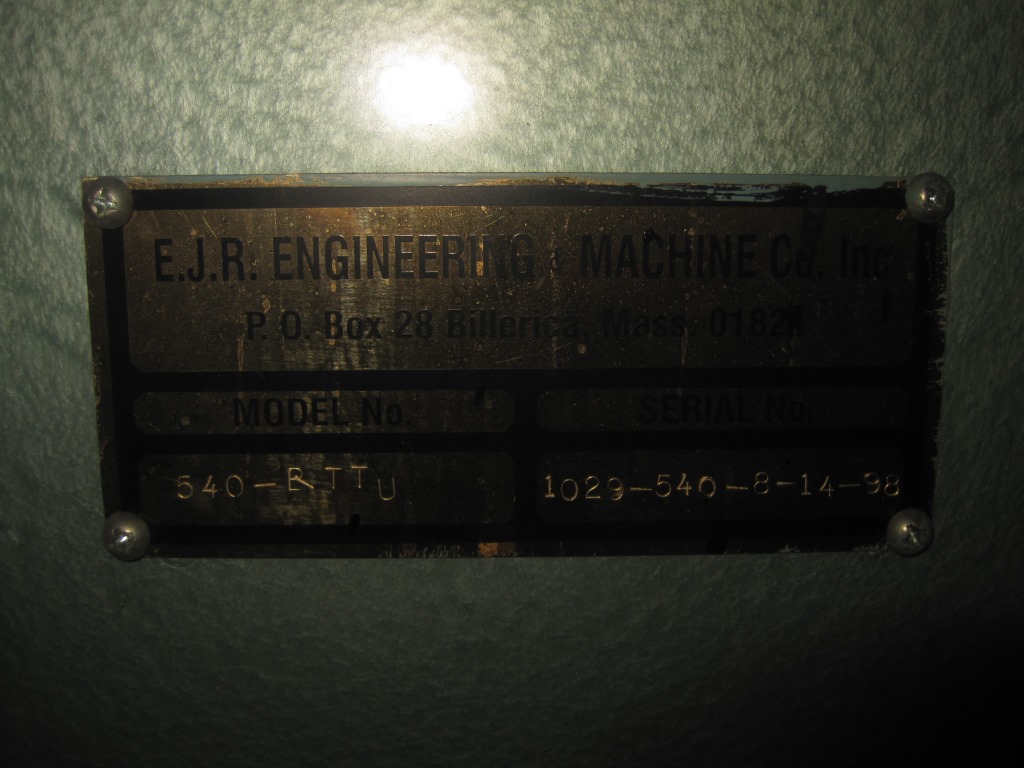 E.J.R. ENGINEERING & MACHINE Co. Inc
P. O. Box 28 Billerica, Mass. 01821
MODEL No.
SERIAL No.
540-RTTU
1029-540-8-14-98